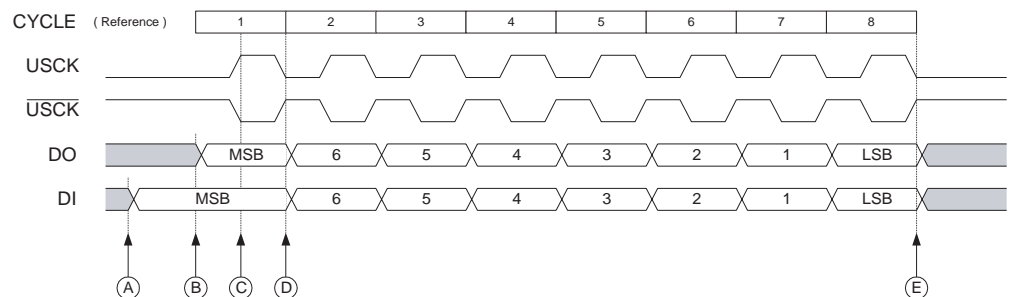 CYCLE ( Reference ) 1 2 3 4 5 6 7 8
USCK
USCK
DO MSB 6 5 4 3 2 1 LSB
DI MSB 6 5 4 3 2 1 LSB
A B C D E